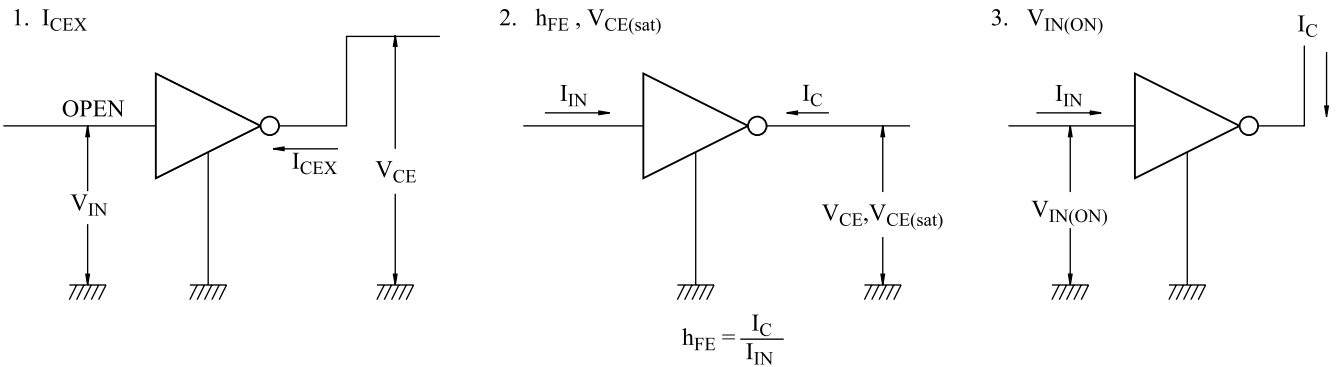 1. I_CEX
OPEN
I_CEX
V_IN
V_CE
2. h_FE , V_CE(sat)
I_IN
I_C
V_CE,V_CE(sat)
h_FE = I_C / I_IN
3. V_IN(ON)
I_C
I_IN
V_IN(ON)